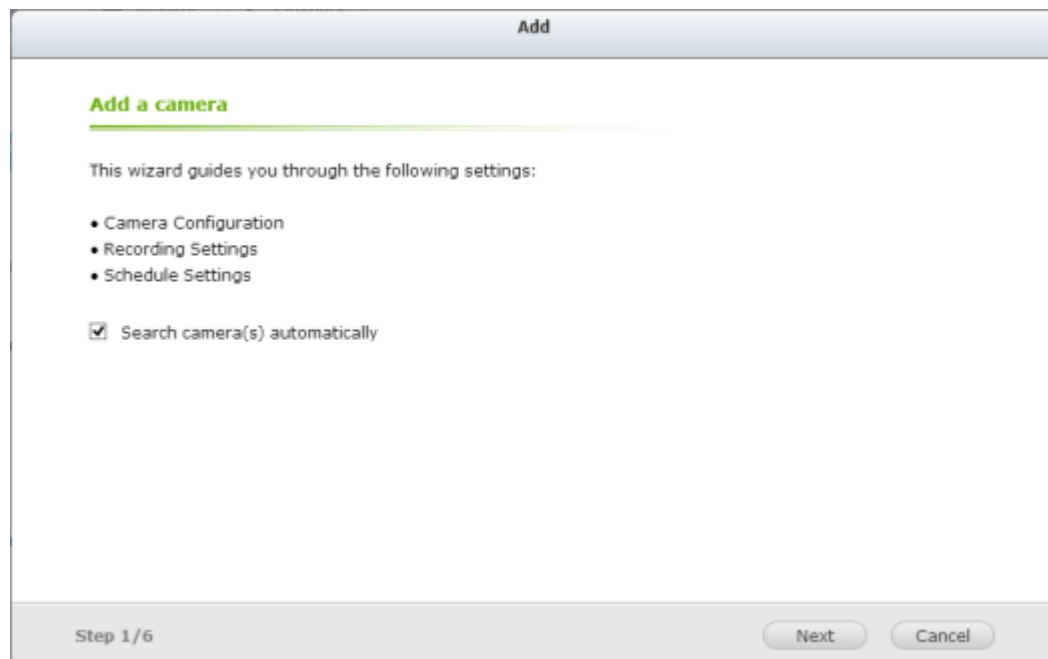 Add
Add a camera
This wizard guides you through the following settings:
• Camera Configuration
• Recording Settings
• Schedule Settings
Search camera(s) automatically
Step 1/6
Next
Cancel